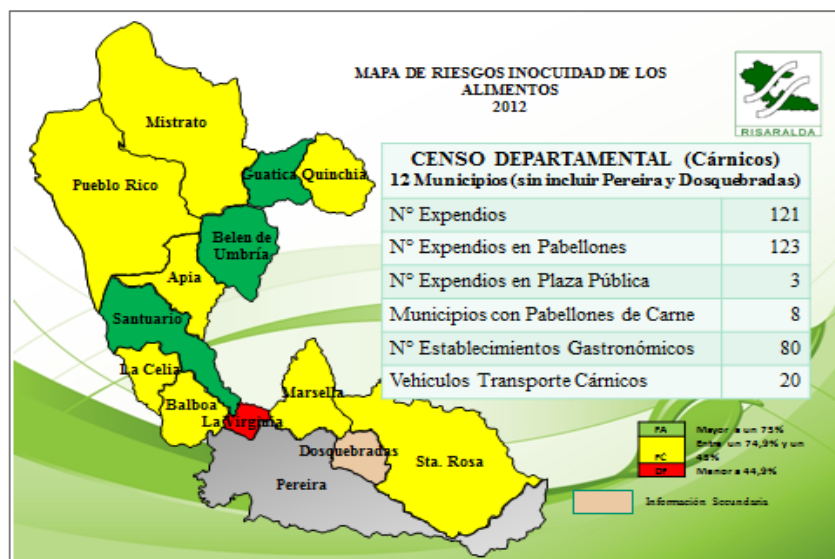 MAPA DE RIESGOS INOCUIDAD DE LOS
ALIMENTOS
2012
RISARALDA
CENSO DEPARTAMENTAL (Cárnicos)
12 Municipios (sin incluir Pereira y Dosquebradas)
N° Expendios 121
N° Expendios en Pabellones 123
N° Expendios en Plaza Pública 3
Municipios con Pabellones de Carne 8
N° Establecimientos Gastronómicos 80
Vehículos Transporte Cárnicos 20
Mistrato
Pueblo Rico
Guatica
Quinchia
Belen de
Umbría
Apia
Santuario
La Celia
Balboa
La Virginia
Marsella
Dosquebradas
Sta. Rosa
Pereira
FA Mayor a un 75%
Entre un 74,9% y un
FC 45%
DF Menor a 44,9%
Información Secundaria